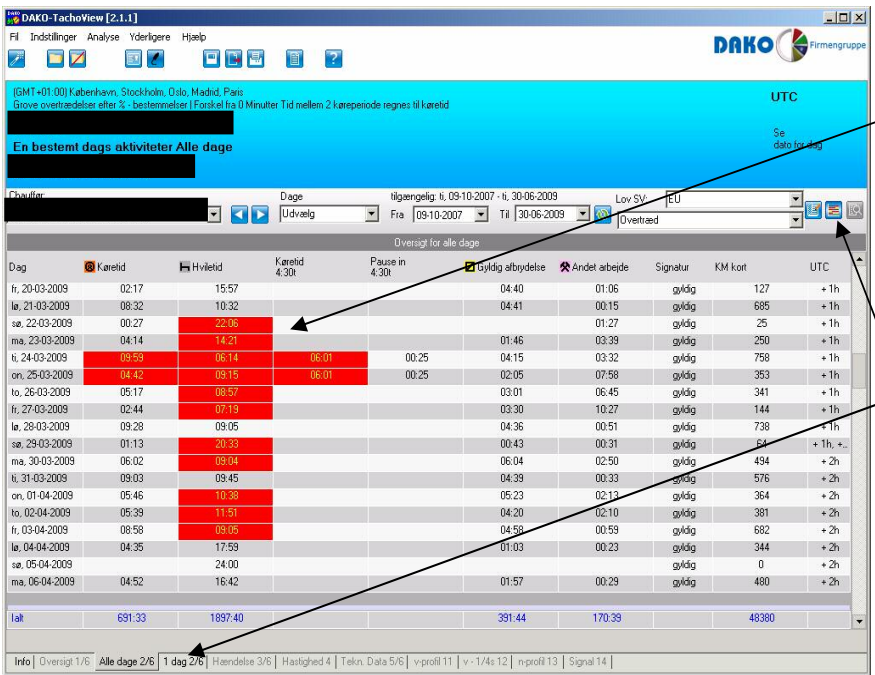 DAKO-TachoView [2.1.1]
Fil Indstillinger Analyse Yderligere Hjælp
DAKO Firmengruppe
(GMT+01:00) København, Stockholm, Oslo, Madrid, Paris
Grove overtrædelser efter % - bestemmelser | Forskel fra 0 Minutter Tid mellem 2 køreperiode regnes til køretid
UTC
En bestemt dags aktiviteter Alle dage
Se
dato for dag
Chauffør:
Dage
tilgængelig: ti, 09-10-2007 - ti, 30-06-2009
Lov SV: EU
Udvælg Fra 09-10-2007 Til 30-06-2009 Overtræd
Oversigt for alle dage
Dag Køretid Hviletid Køretid 4:30t Pause in 4:30t Gyldig afbrydelse Andet arbejde Signatur KM kort UTC
fr, 20-03-2009 02:17 15:57 04:40 01:06 gyldig 127 + 1h
lø, 21-03-2009 08:32 10:32 04:41 00:15 gyldig 685 + 1h
sø, 22-03-2009 00:27 22:06 01:27 gyldig 25 + 1h
ma, 23-03-2009 04:14 14:21 01:46 03:39 gyldig 250 + 1h
ti, 24-03-2009 09:59 06:14 06:01 00:25 04:15 03:32 gyldig 758 + 1h
on, 25-03-2009 04:42 09:15 06:01 00:25 02:05 07:58 gyldig 353 + 1h
to, 26-03-2009 05:17 08:57 03:01 06:45 gyldig 341 + 1h
fr, 27-03-2009 02:44 07:19 03:30 10:27 gyldig 144 + 1h
lø, 28-03-2009 09:28 09:05 04:36 00:51 gyldig 738 + 1h
sø, 29-03-2009 01:13 20:33 00:43 00:31 gyldig 64 + 1h, +..
ma, 30-03-2009 06:02 09:04 06:04 02:50 gyldig 494 + 2h
ti, 31-03-2009 09:03 09:45 04:39 00:33 gyldig 576 + 2h
on, 01-04-2009 05:46 10:38 05:23 02:13 gyldig 364 + 2h
to, 02-04-2009 05:39 11:51 04:20 02:10 gyldig 381 + 2h
fr, 03-04-2009 08:58 09:05 04:58 00:59 gyldig 682 + 2h
lø, 04-04-2009 04:35 17:59 01:03 00:23 gyldig 344 + 2h
sø, 05-04-2009 24:00 gyldig 0 + 2h
ma, 06-04-2009 04:52 16:42 01:57 00:29 gyldig 480 + 2h
Ialt 691:33 1897:40 391:44 170:39 48380
Info Oversigt 1/6 Alle dage 2/6 1 dag 2/6 Hændelse 3/6 Hastighed 4 Tekn. Data 5/6 v-profil 11 v - 1/4s 12 n-profil 13 Signal 14